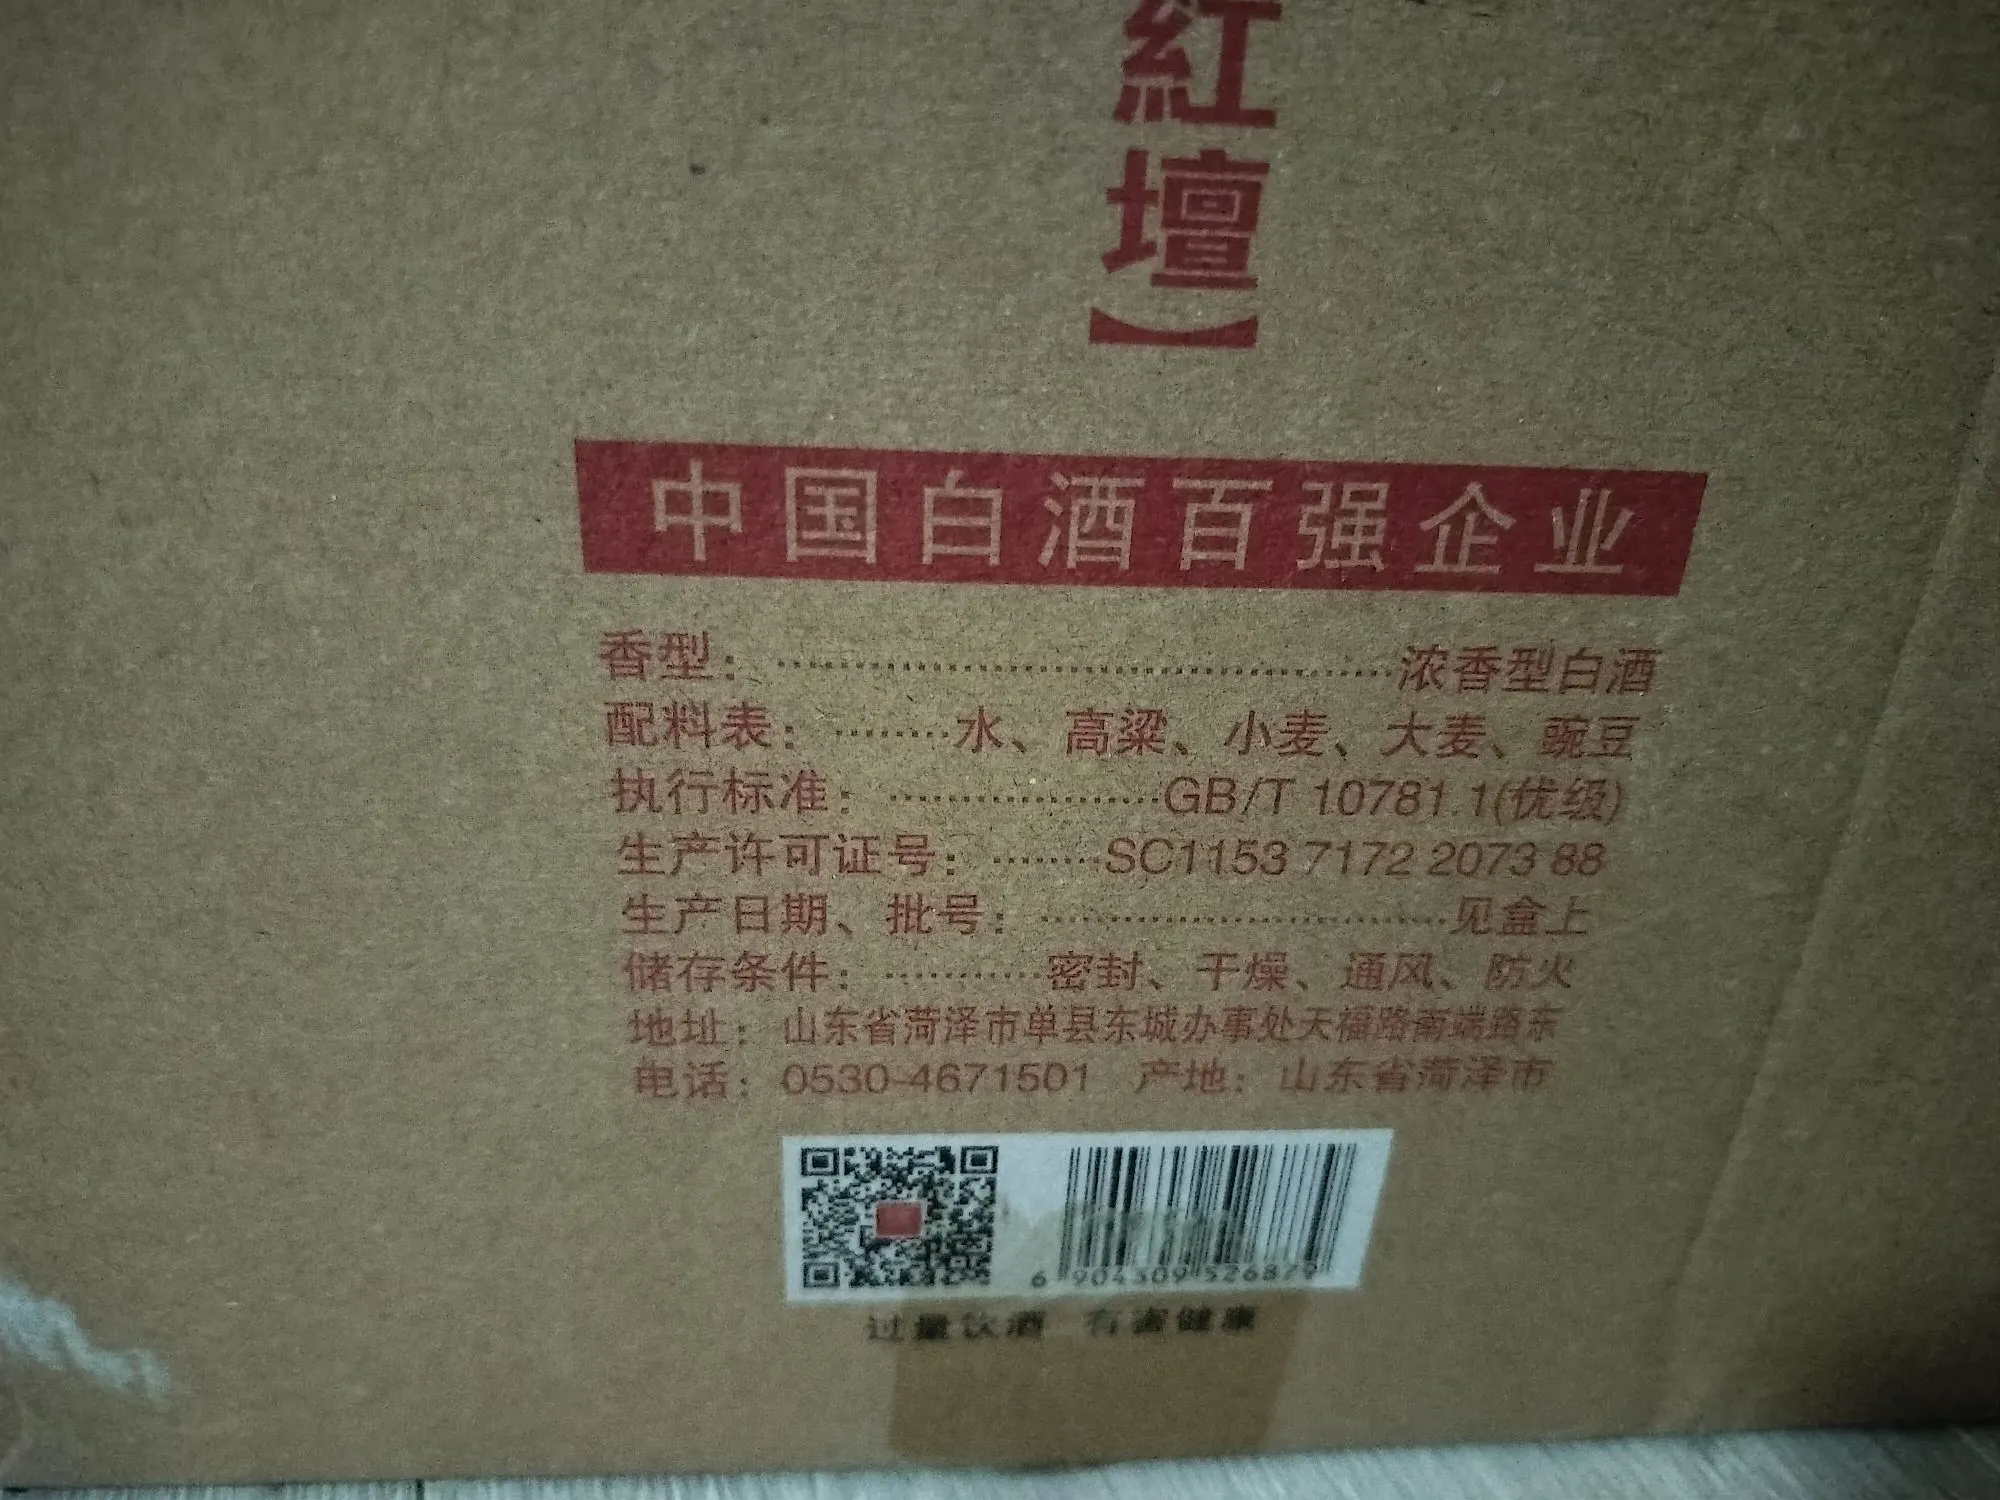 紅
壇】
中国白酒百强企业
香型：浓香型白酒
配料表：水、高粱、小麦、大麦、豌豆
执行标准：GB/T 10781.1(优级)
生产许可证号：SC1153 7172 2073 88
生产日期、批号：见盒上
储存条件：密封、干燥、通风、防火
地址：山东省菏泽市单县东城办事处天福路南端路东
电话：0530-4671501 产地：山东省菏泽市
6 904509 526879
过量饮酒 有害健康